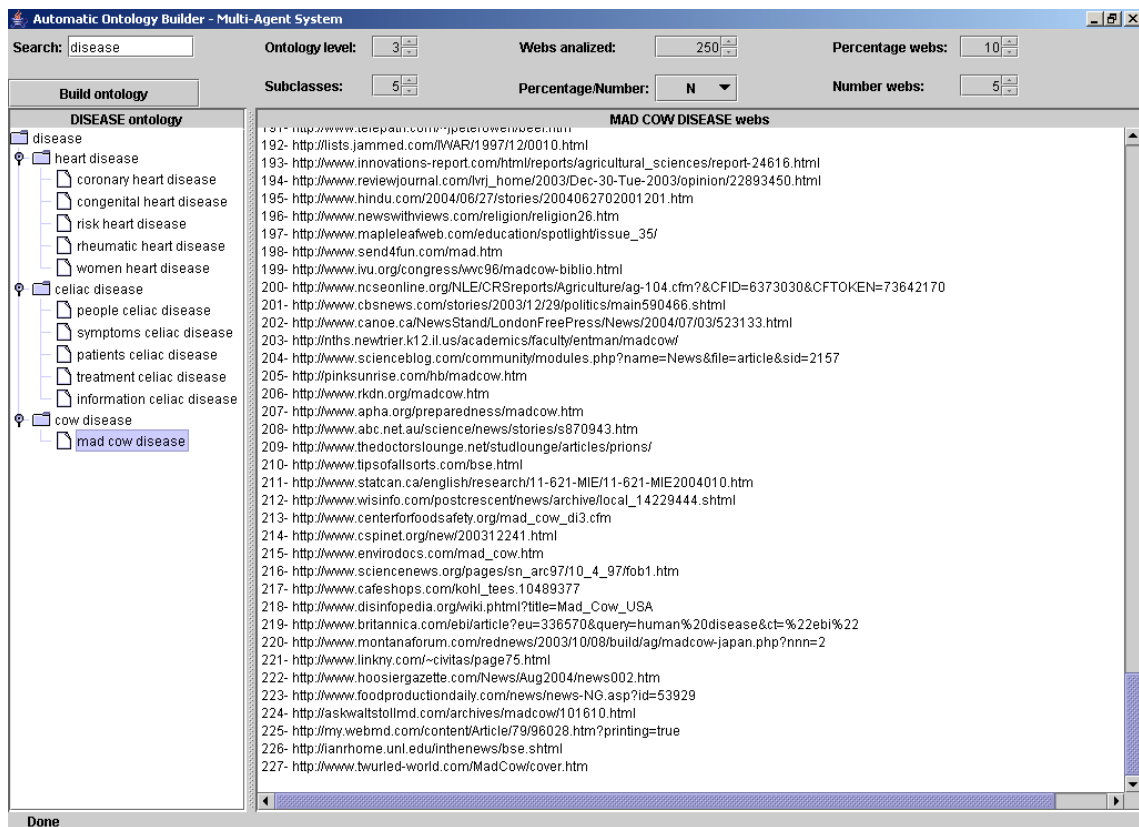 Automatic Ontology Builder - Multi-Agent System
Search: disease Ontology level: 3 Webs analized: 250 Percentage webs: 10
Build ontology Subclasses: 5 Percentage/Number: N Number webs: 5
DISEASE ontology
disease
heart disease
coronary heart disease
congenital heart disease
risk heart disease
rheumatic heart disease
women heart disease
celiac disease
people celiac disease
symptoms celiac disease
patients celiac disease
treatment celiac disease
information celiac disease
cow disease
mad cow disease
MAD COW DISEASE webs
191- http://www.telepath.com/~jpeterowen/beef.htm
192- http://lists.jammed.com/IWAR/1997/12/0010.html
193- http://www.innovations-report.com/html/reports/agricultural_sciences/report-24616.html
194- http://www.reviewjournal.com/lvrj_home/2003/Dec-30-Tue-2003/opinion/22893450.html
195- http://www.hindu.com/2004/06/27/stories/2004062702001201.htm
196- http://www.newswithviews.com/religion/religion26.htm
197- http://www.mapleleafweb.com/education/spotlight/issue_35/
198- http://www.send4fun.com/mad.htm
199- http://www.ivu.org/congress/wvc96/madcow-biblio.html
200- http://www.ncseonline.org/NLE/CRSreports/Agriculture/ag-104.cfm?&CFID=6373030&CFTOKEN=73642170
201- http://www.cbsnews.com/stories/2003/12/29/politics/main590466.shtml
202- http://www.canoe.ca/NewsStand/LondonFreePress/News/2004/07/03/523133.html
203- http://nths.newtrier.k12.il.us/academics/faculty/entman/madcow/
204- http://www.scienceblog.com/community/modules.php?name=News&file=article&sid=2157
205- http://pinksunrise.com/hb/madcow.htm
206- http://www.rkdn.org/madcow.htm
207- http://www.apha.org/preparedness/madcow.htm
208- http://www.abc.net.au/science/news/stories/s870943.htm
209- http://www.thedoctorslounge.net/studlounge/articles/prions/
210- http://www.tipsofallsorts.com/bse.html
211- http://www.statcan.ca/english/research/11-621-MIE/11-621-MIE2004010.htm
212- http://www.wisinfo.com/postcrescent/news/archive/local_14229444.shtml
213- http://www.centerforfoodsafety.org/mad_cow_di3.cfm
214- http://www.cspinet.org/new/200312241.html
215- http://www.envirodocs.com/mad_cow.htm
216- http://www.sciencenews.org/pages/sn_arc97/10_4_97/fob1.htm
217- http://www.cafeshops.com/kohl_tees.10489377
218- http://www.disinfopedia.org/wiki.phtml?title=Mad_Cow_USA
219- http://www.britannica.com/ebi/article?eu=336570&query=human%20disease&ct=%22ebi%22
220- http://www.montanaforum.com/rednews/2003/10/08/build/ag/madcow-japan.php?nnn=2
221- http://www.linkny.com/~civitas/page75.html
222- http://www.hoosiergazette.com/News/Aug2004/news002.htm
223- http://www.foodproductiondaily.com/news/news-NG.asp?id=53929
224- http://askwaltstollmd.com/archives/madcow/101610.html
225- http://my.webmd.com/content/Article/79/96028.htm?printing=true
226- http://ianrhome.unl.edu/inthenews/bse.shtml
227- http://www.twurled-world.com/MadCow/cover.htm
Done